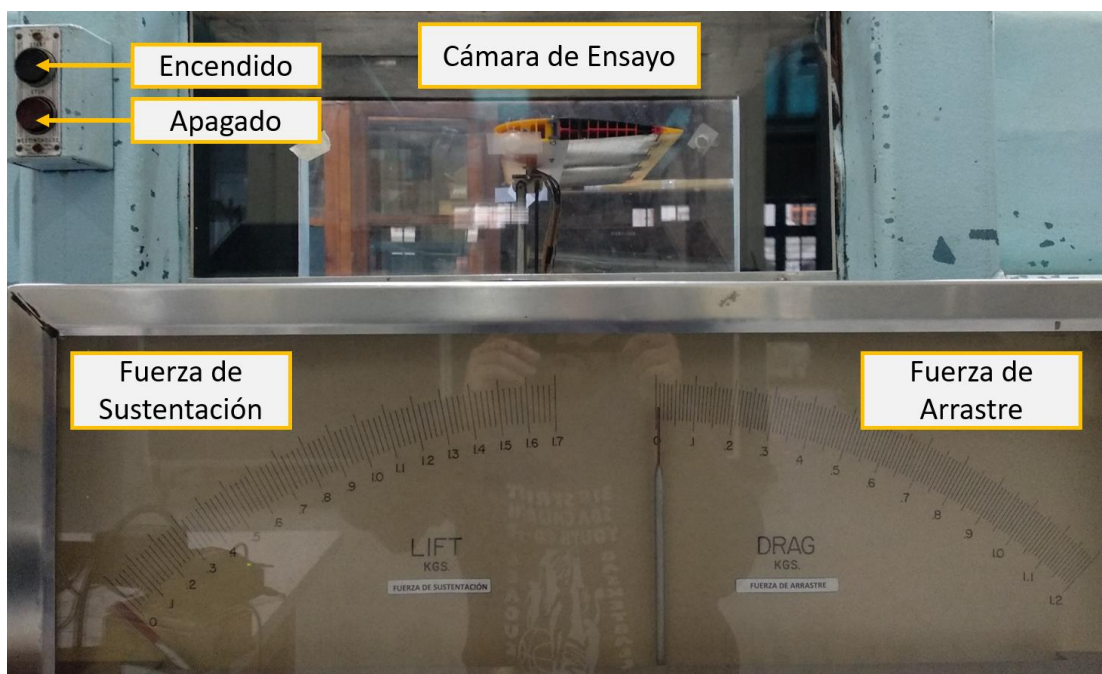 START
Encendido
STOP
Apagado
WESTINGHOUSE
Cámara de Ensayo
Fuerza de
Sustentación
Fuerza de
Arrastre
0 .1 .2 .3 .4 .5 .6 .7 .8 .9 1.0 1.1 1.2 1.3 1.4 1.5 1.6 1.7
0 .1 .2 .3 .4 .5 .6 .7 .8 .9 1.0 1.1 1.2
LIFT
KGS.
FUERZA DE SUSTENTACIÓN
DRAG
KGS.
FUERZA DE ARRASTRE